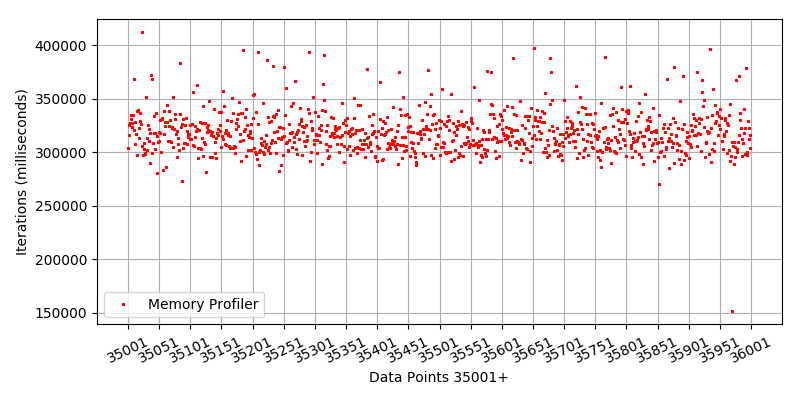 400000
350000
300000
250000
200000
150000
Iterations (milliseconds)
Memory Profiler
35001 35051 35101 35151 35201 35251 35301 35351 35401 35451 35501 35551 35601 35651 35701 35751 35801 35851 35901 35951 36001
Data Points 35001+